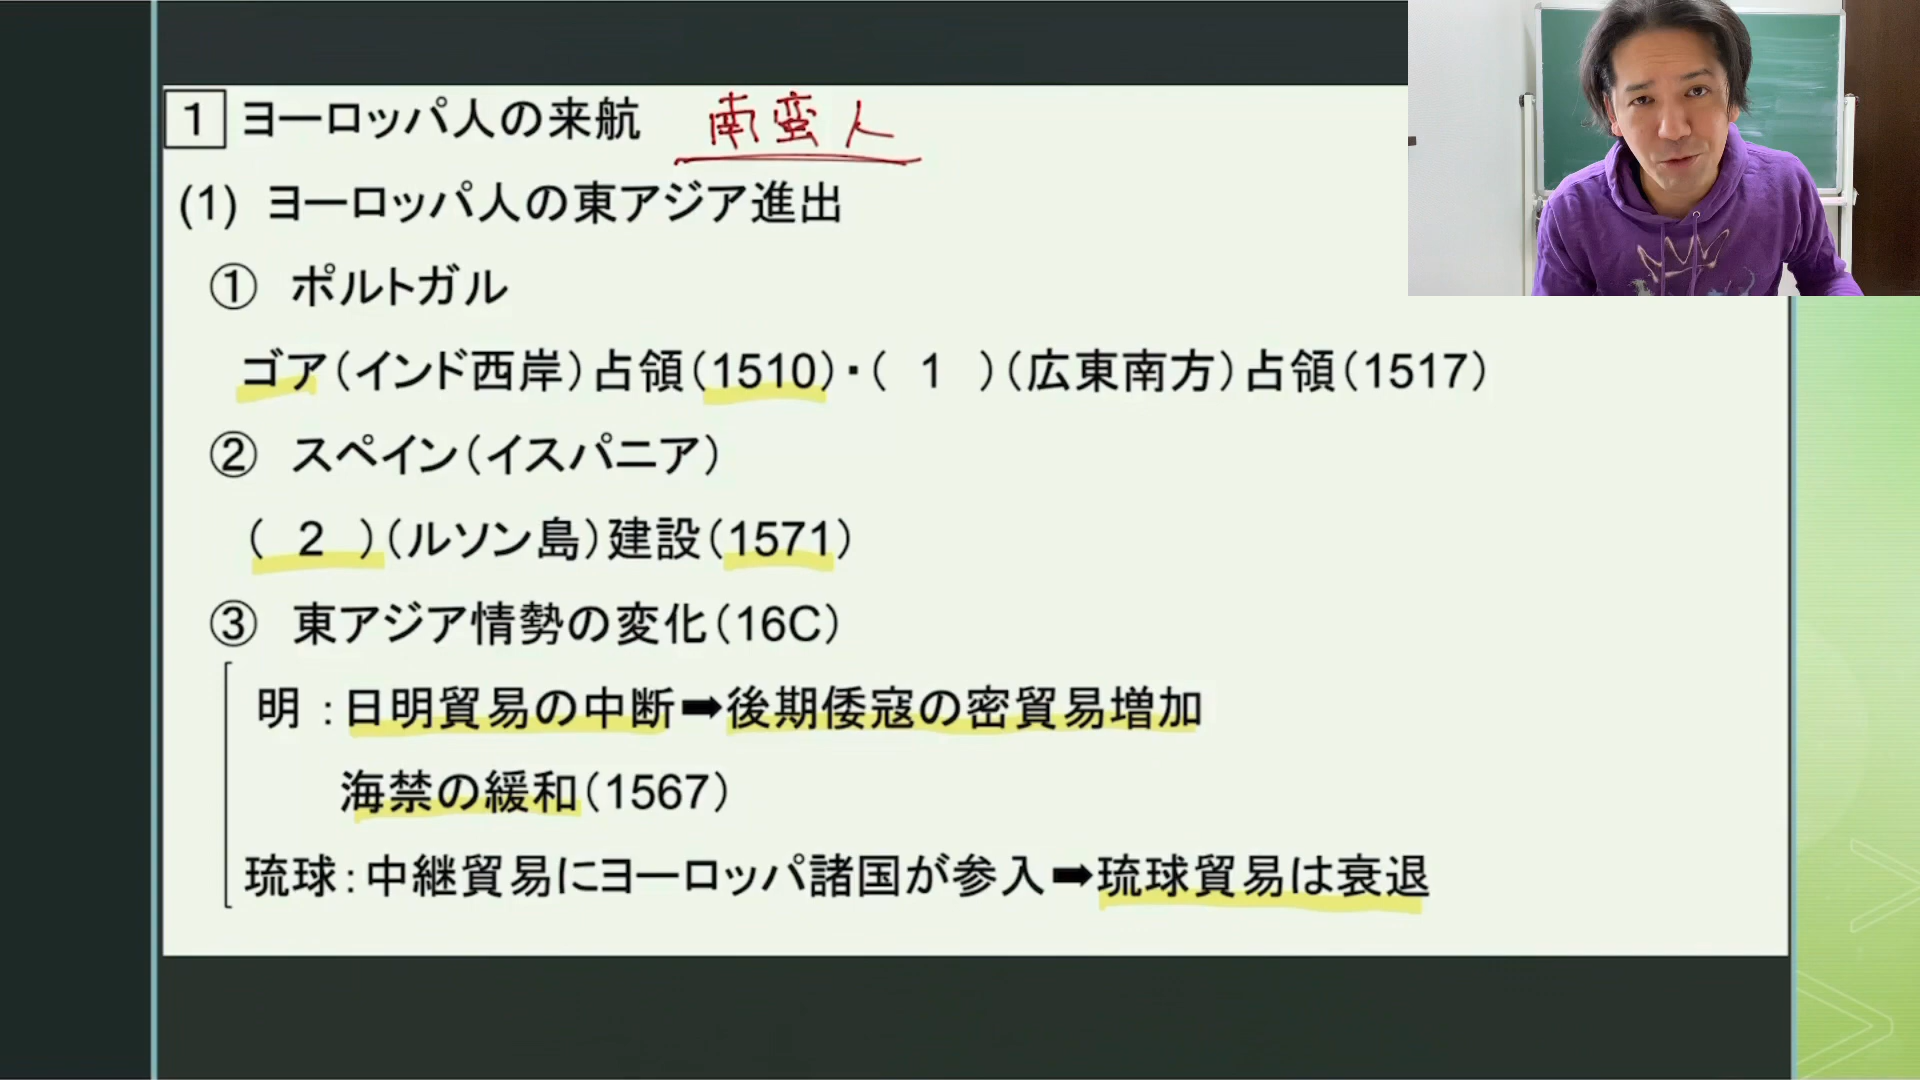 1 ヨーロッパ人の来航 南蛮人
(1) ヨーロッパ人の東アジア進出
① ポルトガル
ゴア(インド西岸)占領(1510)・( 1 )(広東南方)占領(1517)
② スペイン(イスパニア)
( 2 )(ルソン島)建設(1571)
③ 東アジア情勢の変化(16C)
明:日明貿易の中断➡後期倭寇の密貿易増加
海禁の緩和(1567)
琉球:中継貿易にヨーロッパ諸国が参入➡琉球貿易は衰退